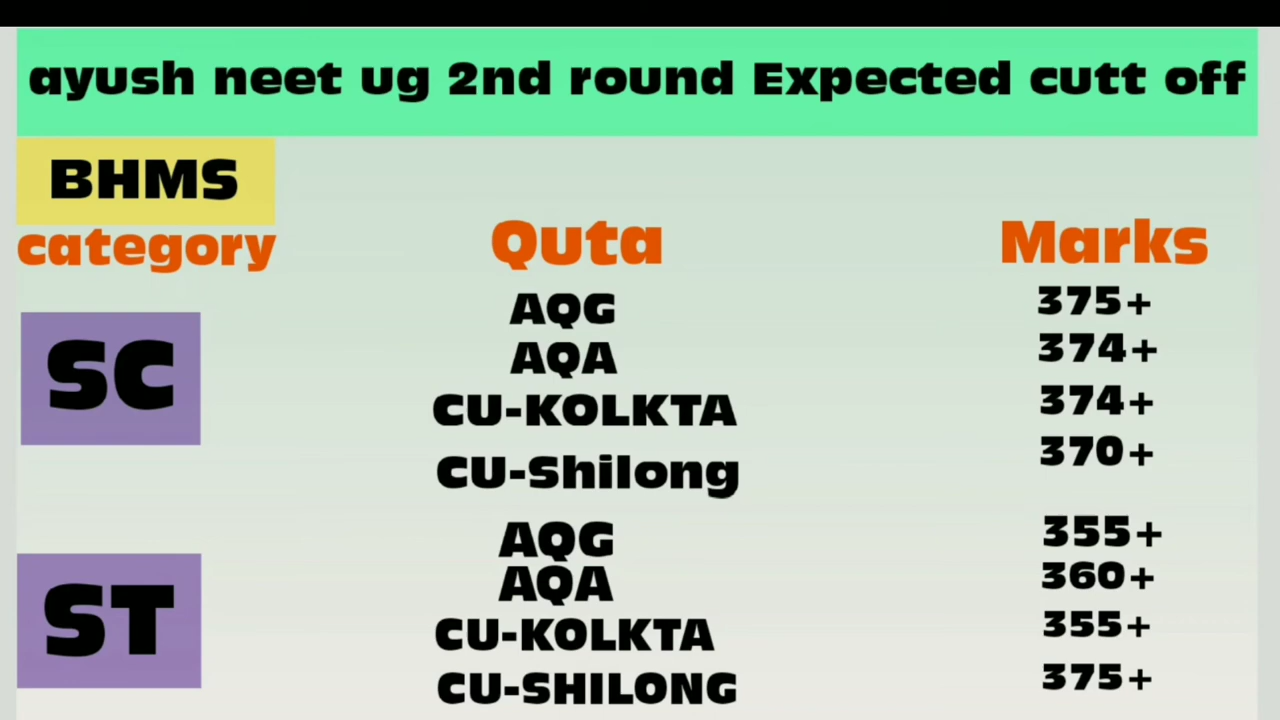 ayush neet ug 2nd round Expected cutt off
BHMS
category Quta Marks
SC
AQG 375+
AQA 374+
CU-KOLKTA 374+
CU-Shilong 370+
ST
AQG 355+
AQA 360+
CU-KOLKTA 355+
CU-SHILONG 375+